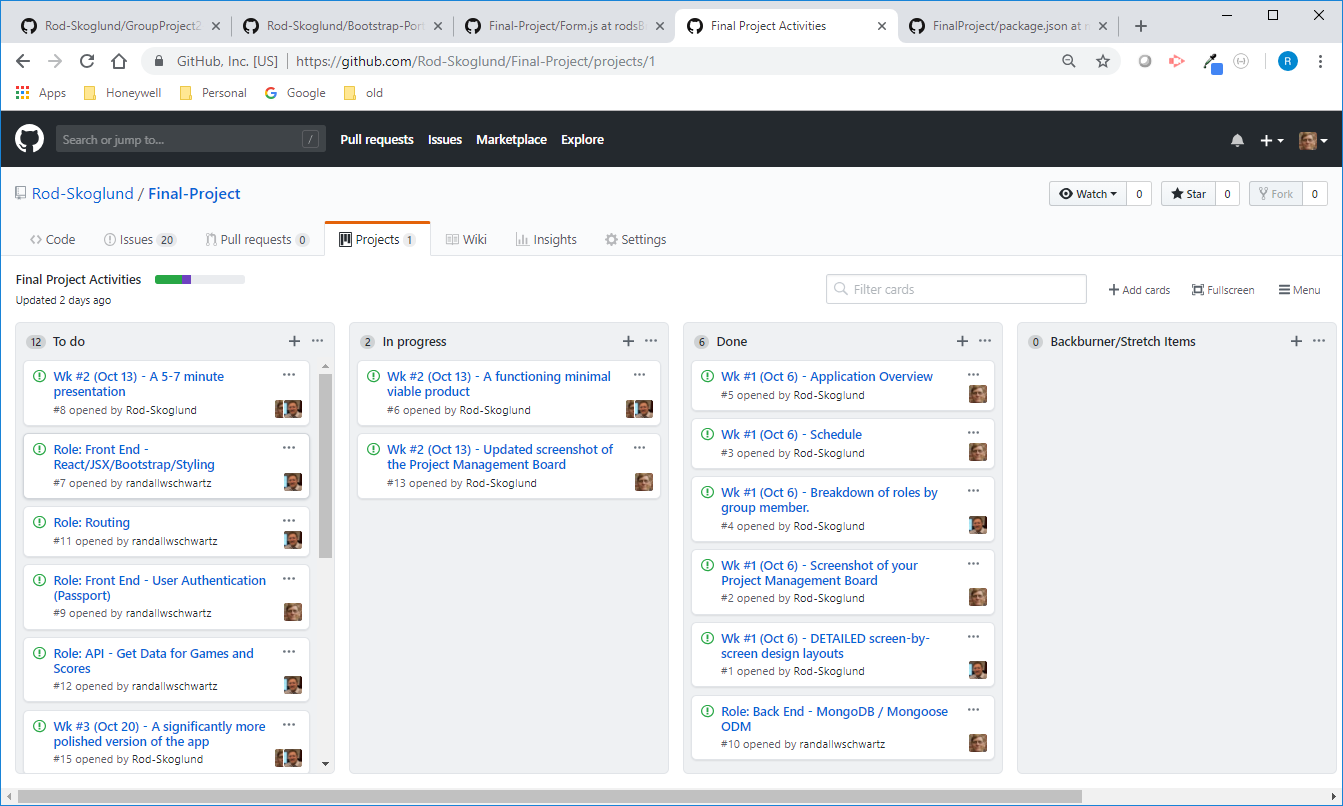 Rod-Skoglund/GroupProject2
Rod-Skoglund/Bootstrap-Port
Final-Project/Form.js at rodsB
Final Project Activities
FinalProject/package.json at
GitHub, Inc. [US]
https://github.com/Rod-Skoglund/Final-Project/projects/1
R
Apps
Honeywell
Personal
Google
old
Search or jump to...
/
Pull requests
Issues
Marketplace
Explore
Rod-Skoglund / Final-Project
Watch
0
Star
0
Fork
0
Code
Issues 20
Pull requests 0
Projects 1
Wiki
Insights
Settings
Final Project Activities
Updated 2 days ago
Filter cards
Add cards
Fullscreen
Menu
12 To do
Wk #2 (Oct 13) - A 5-7 minute
presentation
#8 opened by Rod-Skoglund
Role: Front End -
React/JSX/Bootstrap/Styling
#7 opened by randallwschwartz
Role: Routing
#11 opened by randallwschwartz
Role: Front End - User Authentication
(Passport)
#9 opened by randallwschwartz
Role: API - Get Data for Games and
Scores
#12 opened by randallwschwartz
Wk #3 (Oct 20) - A significantly more
polished version of the app
#15 opened by Rod-Skoglund
2 In progress
Wk #2 (Oct 13) - A functioning minimal
viable product
#6 opened by Rod-Skoglund
Wk #2 (Oct 13) - Updated screenshot of
the Project Management Board
#13 opened by Rod-Skoglund
6 Done
Wk #1 (Oct 6) - Application Overview
#5 opened by Rod-Skoglund
Wk #1 (Oct 6) - Schedule
#3 opened by Rod-Skoglund
Wk #1 (Oct 6) - Breakdown of roles by
group member.
#4 opened by Rod-Skoglund
Wk #1 (Oct 6) - Screenshot of your
Project Management Board
#2 opened by Rod-Skoglund
Wk #1 (Oct 6) - DETAILED screen-by-
screen design layouts
#1 opened by Rod-Skoglund
Role: Back End - MongoDB / Mongoose
ODM
#10 opened by randallwschwartz
0 Backburner/Stretch Items